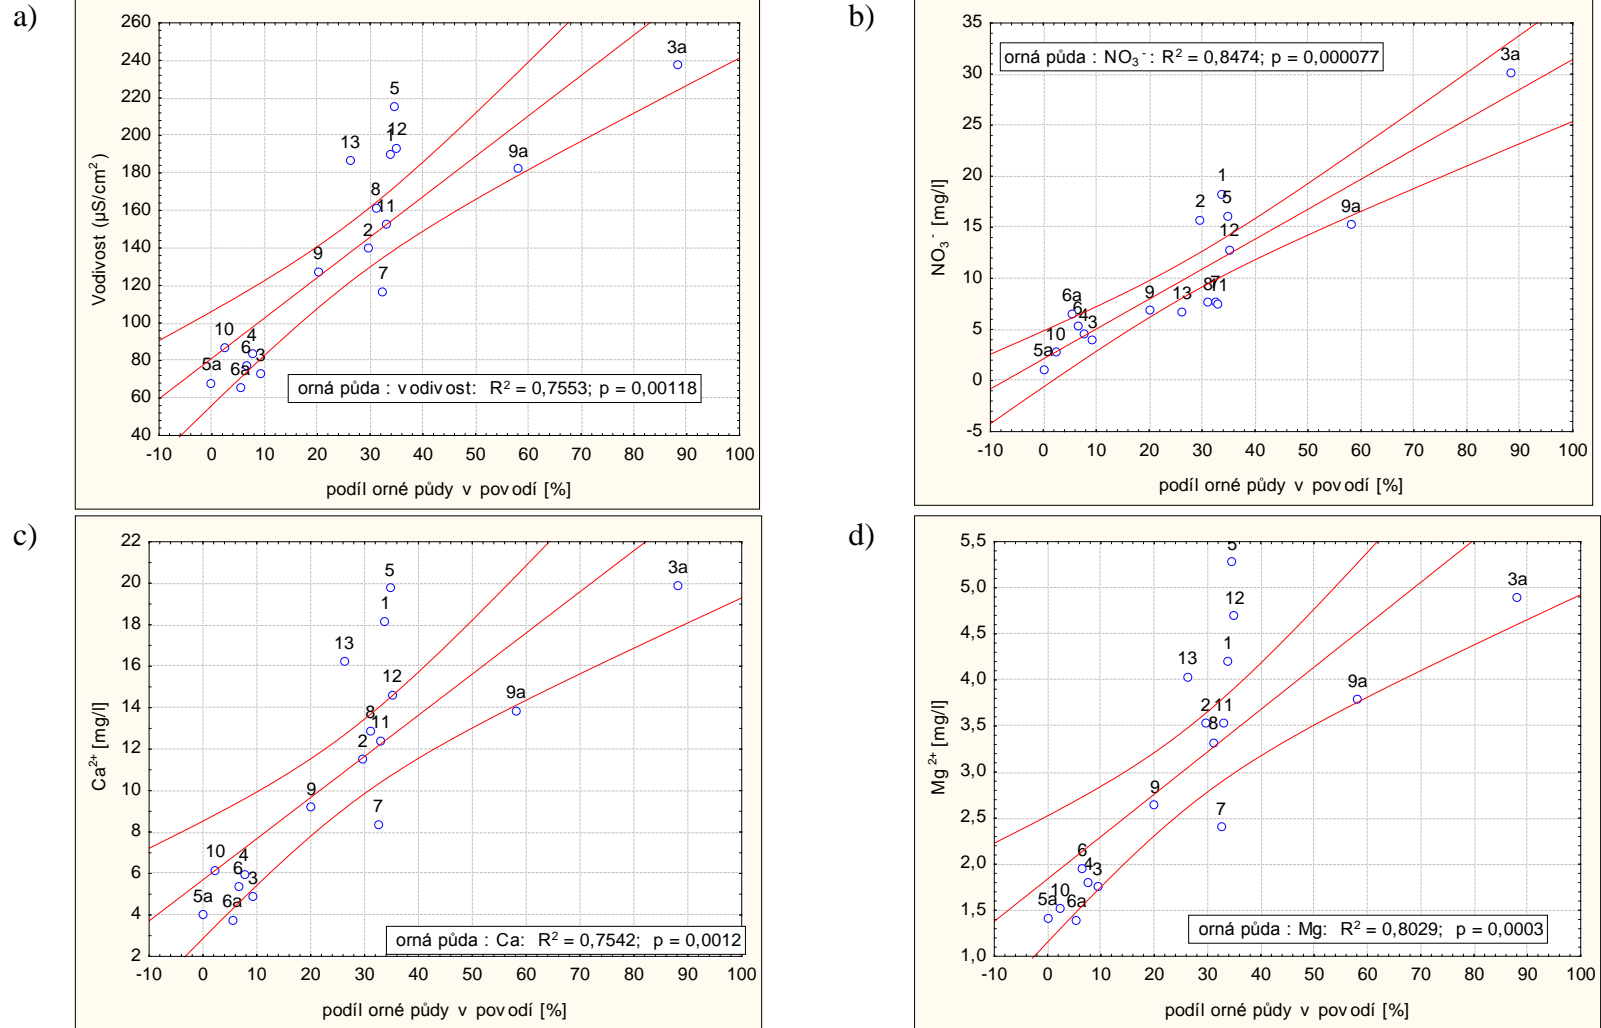 a)
260
240
220
200
180
160
140
120
100
80
60
40
Vodivost (µS/cm²)
3a
5
12
1
13
9a
8
11
2
9
7
10
4
6
3
5a
6a
orná půda : vodivost: R² = 0,7553; p = 0,00118
-10 0 10 20 30 40 50 60 70 80 90 100
podíl orné půdy v povodí [%]
b)
35
30
25
20
15
10
5
0
-5
NO₃⁻ [mg/l]
orná půda : NO₃⁻: R² = 0,8474; p = 0,000077
3a
1
2
5
9a
12
6a
9
13
8
7
11
6
4
3
10
5a
-10 0 10 20 30 40 50 60 70 80 90 100
podíl orné půdy v povodí [%]
c)
22
20
18
16
14
12
10
8
6
4
2
Ca²⁺ [mg/l]
5
3a
1
13
12
9a
8
11
2
9
7
10
4
6
3
5a
6a
orná půda : Ca: R² = 0,7542; p = 0,0012
-10 0 10 20 30 40 50 60 70 80 90 100
podíl orné půdy v povodí [%]
d)
5,5
5,0
4,5
4,0
3,5
3,0
2,5
2,0
1,5
1,0
Mg²⁺ [mg/l]
5
3a
12
1
13
9a
2
11
8
9
7
6
4
3
10
5a
6a
orná půda : Mg: R² = 0,8029; p = 0,0003
-10 0 10 20 30 40 50 60 70 80 90 100
podíl orné půdy v povodí [%]